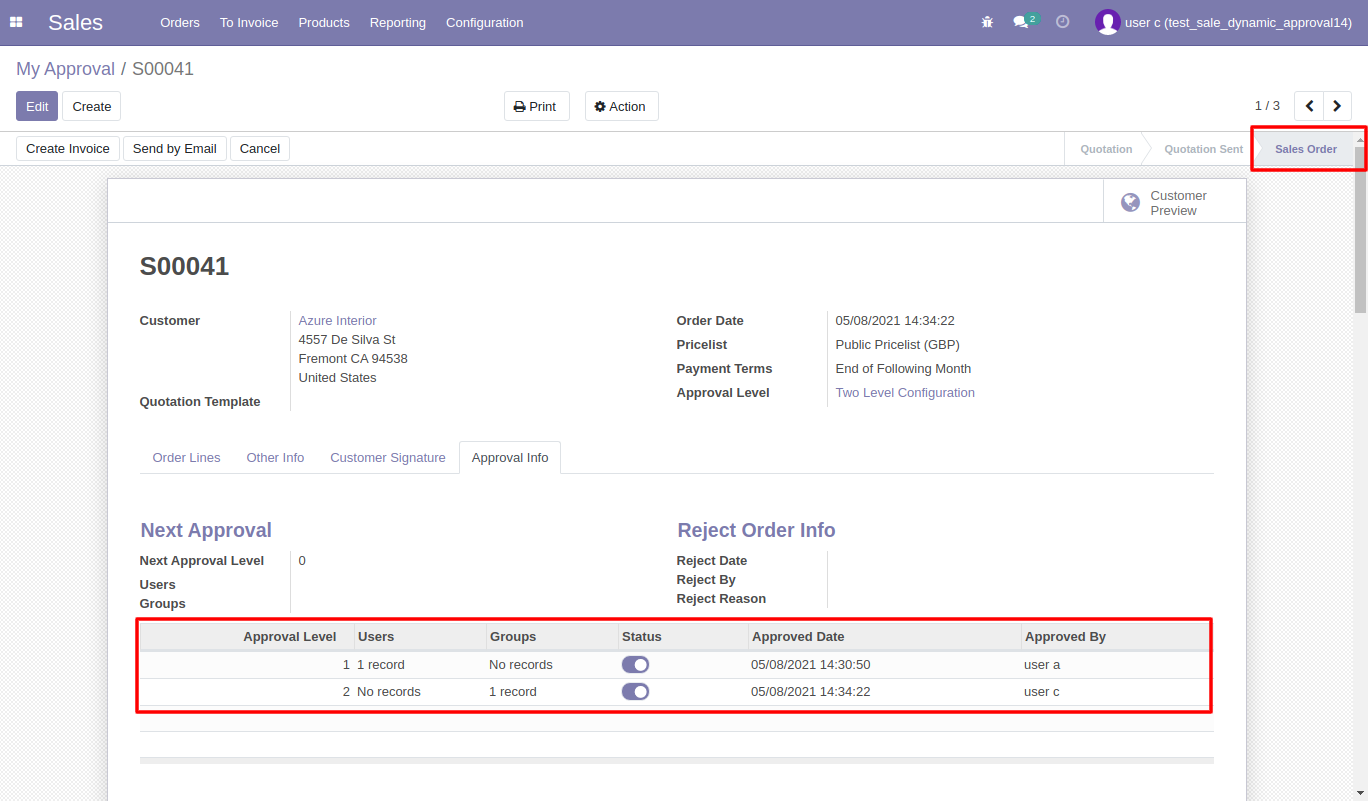 Sales Orders To Invoice Products Reporting Configuration 2 user c (test_sale_dynamic_approval14)
My Approval / S00041
Edit Create Print Action 1 / 3
Create Invoice Send by Email Cancel Quotation Quotation Sent Sales Order
Customer
Preview
S00041
Customer Azure Interior Order Date 05/08/2021 14:34:22
4557 De Silva St Pricelist Public Pricelist (GBP)
Fremont CA 94538 Payment Terms End of Following Month
United States
Approval Level Two Level Configuration
Quotation Template
Order Lines Other Info Customer Signature Approval Info
Next Approval Reject Order Info
Next Approval Level 0 Reject Date
Users Reject By
Groups Reject Reason
Approval Level Users Groups Status Approved Date Approved By
1 1 record No records 05/08/2021 14:30:50 user a
2 No records 1 record 05/08/2021 14:34:22 user c